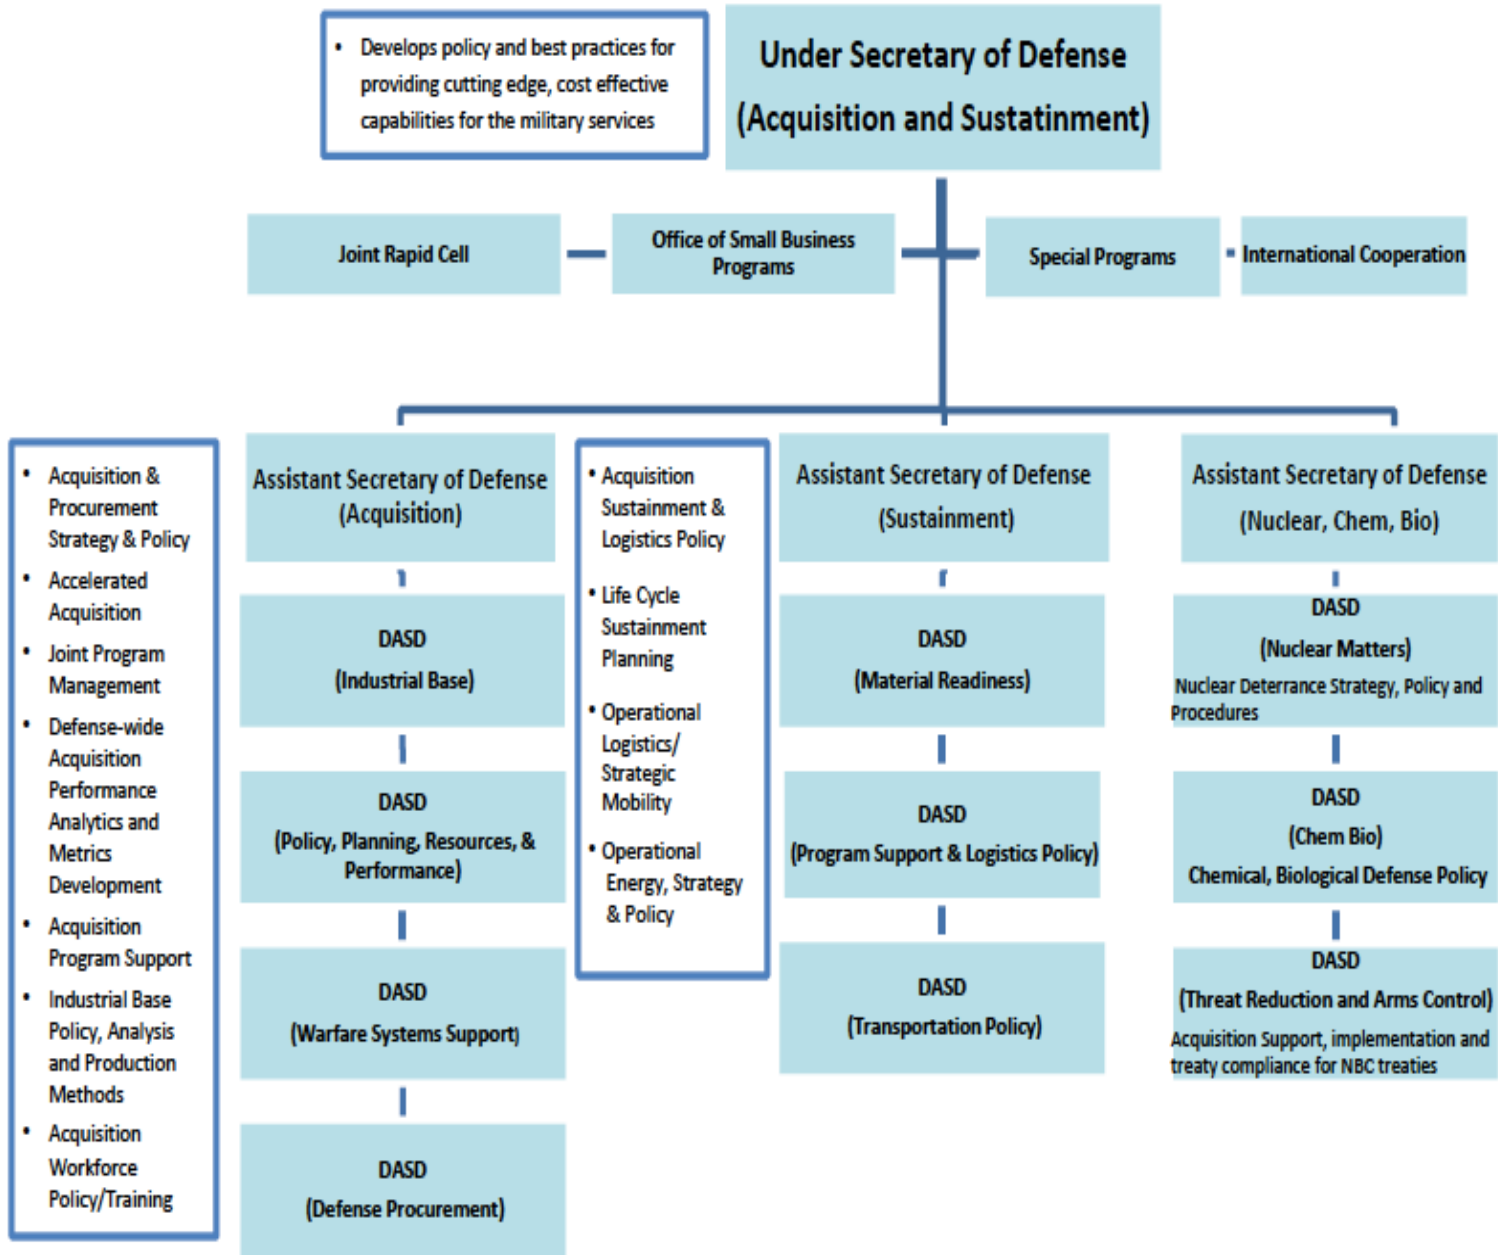 • Develops policy and best practices for
providing cutting edge, cost effective
capabilities for the military services
Under Secretary of Defense
(Acquisition and Sustatinment)
Joint Rapid Cell
Office of Small Business
Programs
Special Programs
International Cooperation
• Acquisition &
Procurement
Strategy & Policy
• Accelerated
Acquisition
• Joint Program
Management
• Defense-wide
Acquisition
Performance
Analytics and
Metrics
Development
• Acquisition
Program Support
• Industrial Base
Policy, Analysis
and Production
Methods
• Acquisition
Workforce
Policy/Training
Assistant Secretary of Defense
(Acquisition)
DASD
(Industrial Base)
DASD
(Policy, Planning, Resources, &
Performance)
DASD
(Warfare Systems Support)
DASD
(Defense Procurement)
• Acquisition
Sustainment &
Logistics Policy
• Life Cycle
Sustainment
Planning
• Operational
Logistics/
Strategic
Mobility
• Operational
Energy, Strategy
& Policy
Assistant Secretary of Defense
(Sustainment)
DASD
(Material Readiness)
DASD
(Program Support & Logistics Policy)
DASD
(Transportation Policy)
Assistant Secretary of Defense
(Nuclear, Chem, Bio)
DASD
(Nuclear Matters)
Nuclear Deterrance Strategy, Policy and
Procedures
DASD
(Chem Bio)
Chemical, Biological Defense Policy
DASD
(Threat Reduction and Arms Control)
Acquisition Support, implementation and
treaty compliance for NBC treaties